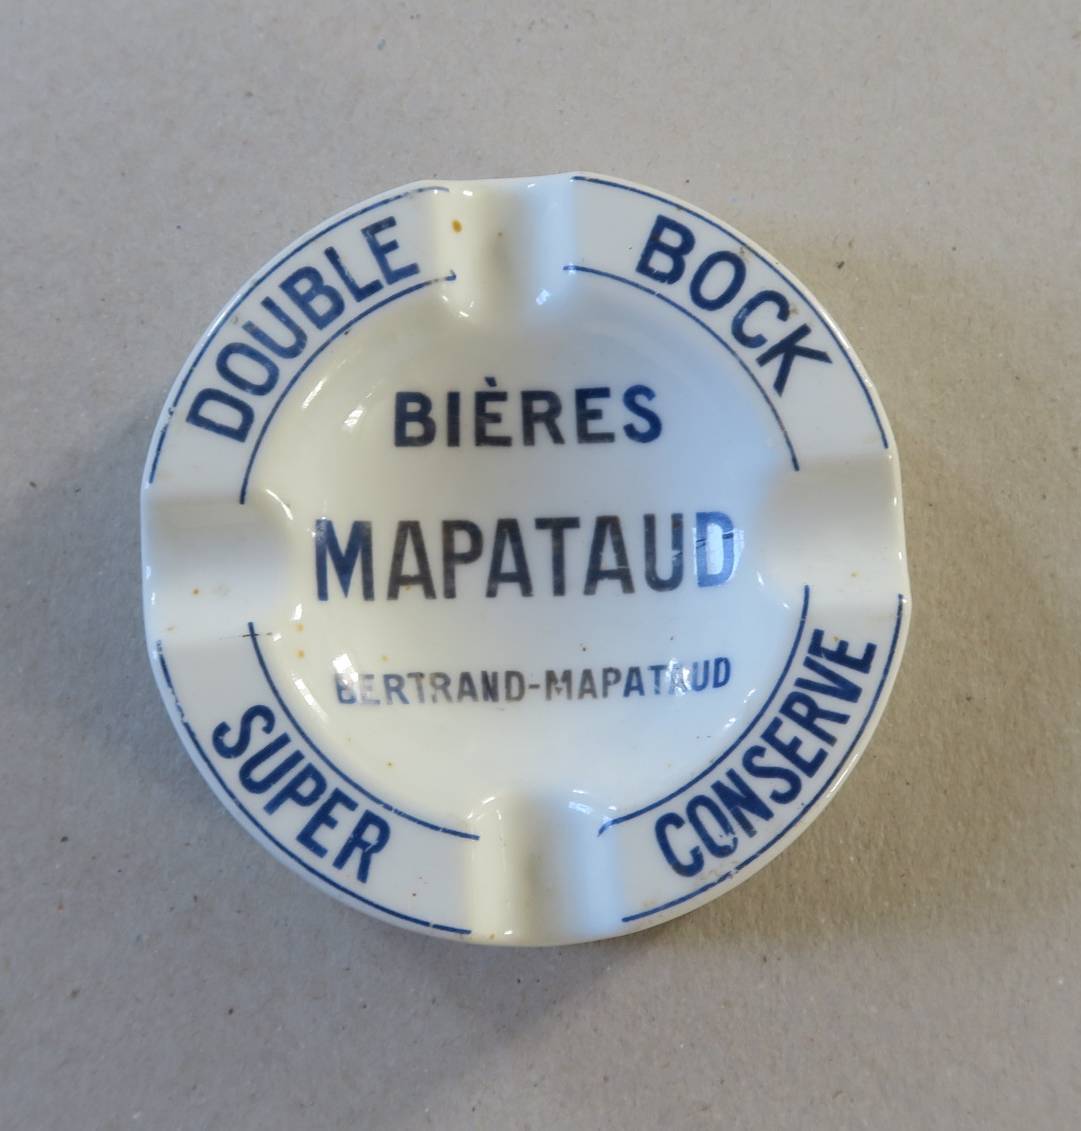 DOUBLE
BOCK
BIÈRES
MAPATAUD
BERTRAND-MAPATAUD
SUPER
CONSERVE